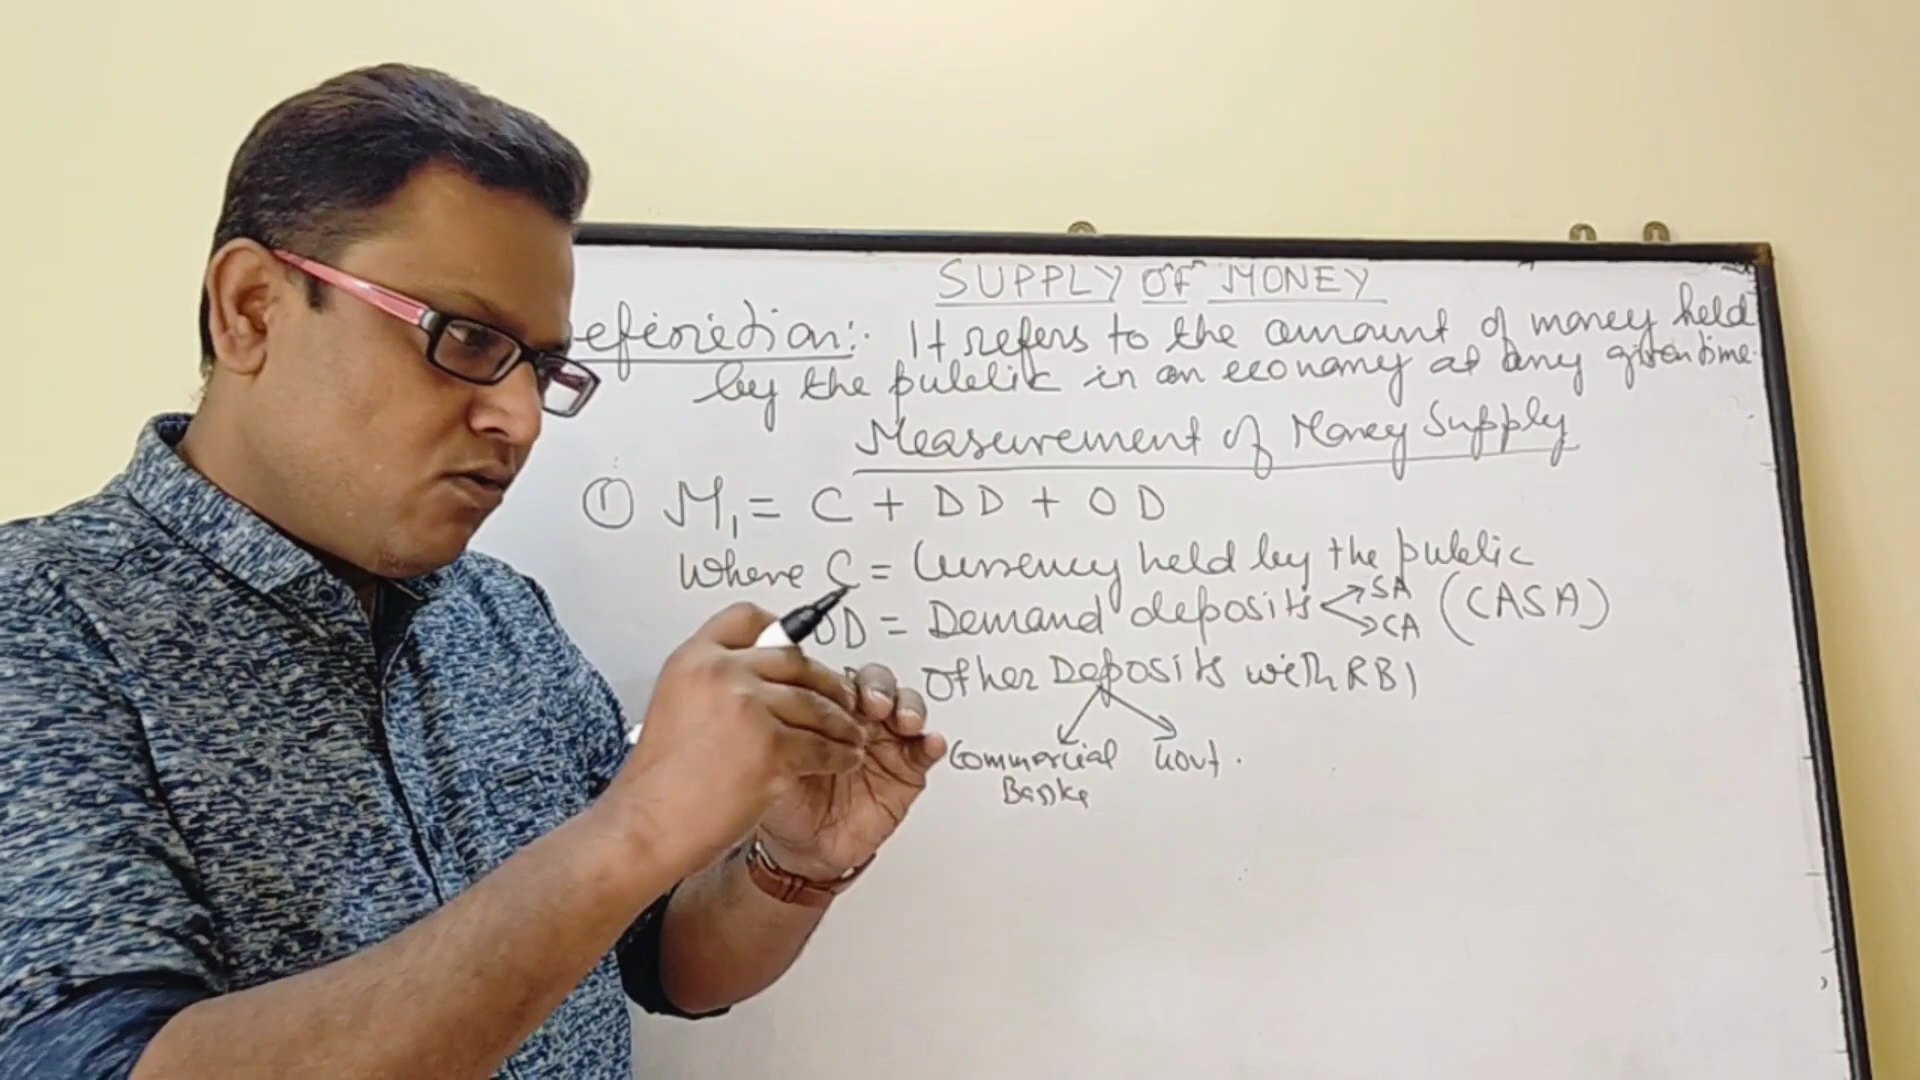 SUPPLY OF MONEY
efinition:- It refers to the amount of money held
by the public in an economy at any given time.
Measurement of Money Supply
① M₁ = C + DD + OD
Where C = Currency held by the public
DD = Demand deposits SA CA (CASA)
Other Deposits with RBI
Commercial Banks Govt.